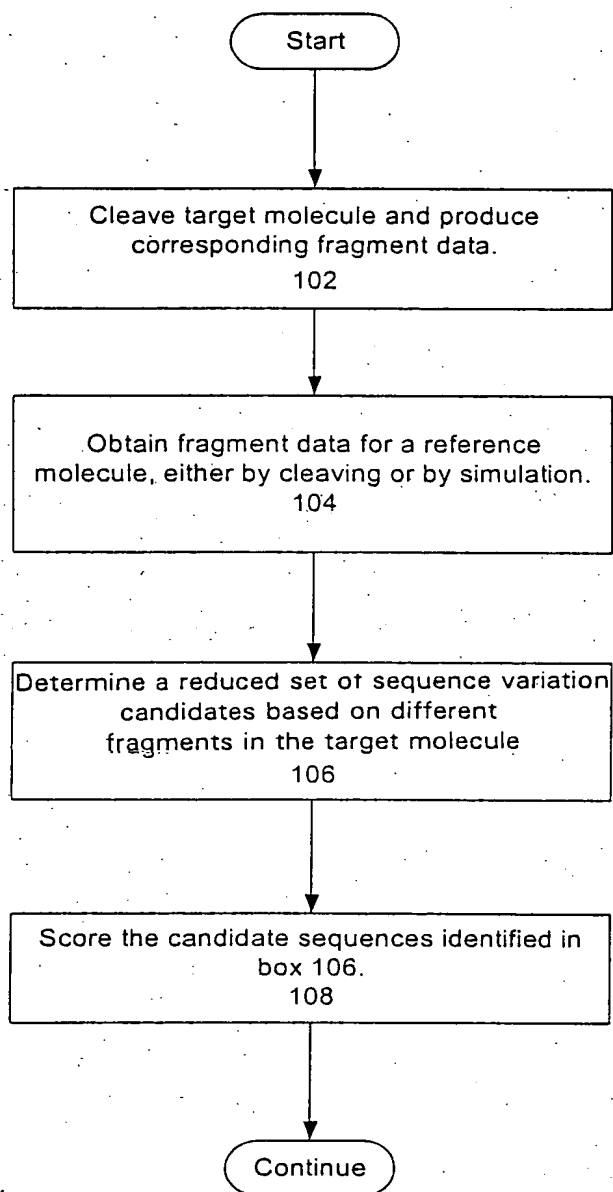 Start
Cleave target molecule and produce
corresponding fragment data.
102
Obtain fragment data for a reference
molecule, either by cleaving or by simulation.
104
Determine a reduced set of sequence variation
candidates based on different
fragments in the target molecule
106
Score the candidate sequences identified in
box 106.
108
Continue